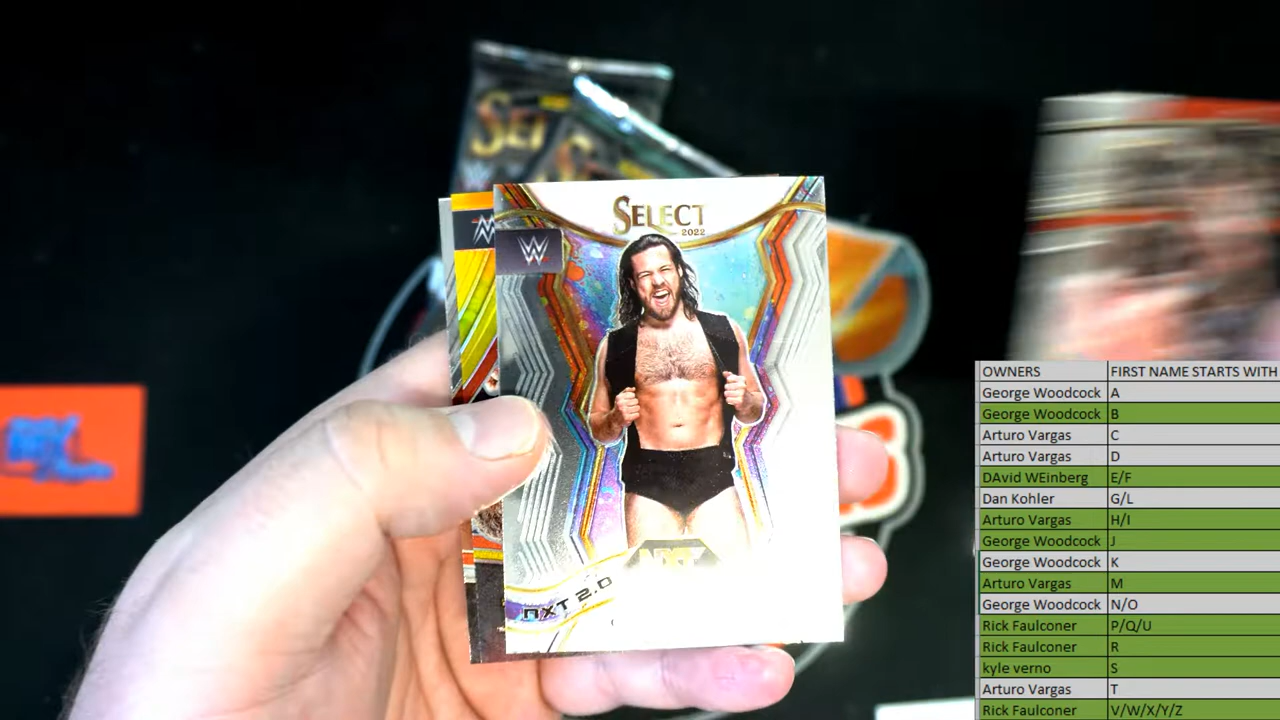 SEL
SELECT
2022
W
NXT
NXT 2.0
OWNERS FIRST NAME STARTS WITH
George Woodcock A
George Woodcock B
Arturo Vargas C
Arturo Vargas D
DAvid WEinberg E/F
Dan Kohler G/L
Arturo Vargas H/I
George Woodcock J
George Woodcock K
Arturo Vargas M
George Woodcock N/O
Rick Faulconer P/Q/U
Rick Faulconer R
kyle verno S
Arturo Vargas T
Rick Faulconer V/W/X/Y/Z